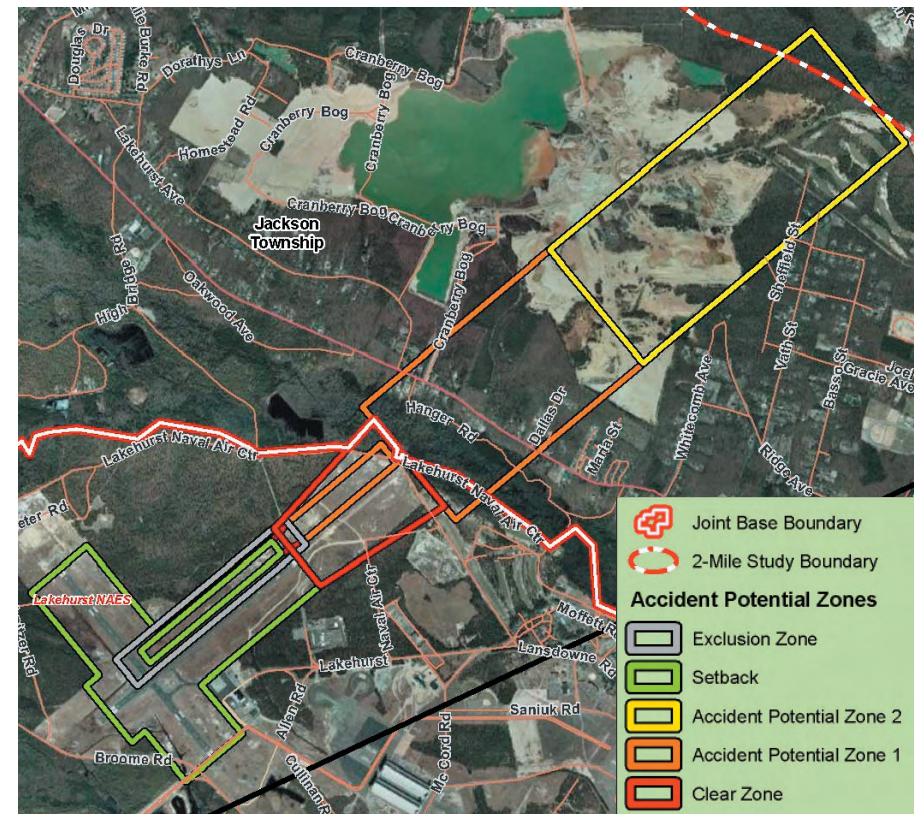 Douglas Dr
Burke Rd
Dorathys Ln
Cranberry Bog
Cranberry Bog
Cranberry Bog
Homestead Rd
Lakehurst Ave
Cranberry Bog
Cranberry Bog
Jackson
Township
High Bridge Rd
Oakwood Ave
Cranberry Bog
Sheffield St
Vath St
Basso St
Gracie Ave
Whitecomb Ave
Ridge Ave
Hanger Rd
Dallas Dr
Maria St
Lakehurst Naval Air Ctr
Lakehurst Naval Air Ctr
Lakehurst NAES
Naval Air Ctr
Moffett R
Lansdowne Rd
Lakehurst
Allen Rd
Saniuk Rd
Broome Rd
Mc Cord Rd
Cullinan R
Joint Base Boundary
2-Mile Study Boundary
Accident Potential Zones
Exclusion Zone
Setback
Accident Potential Zone 2
Accident Potential Zone 1
Clear Zone